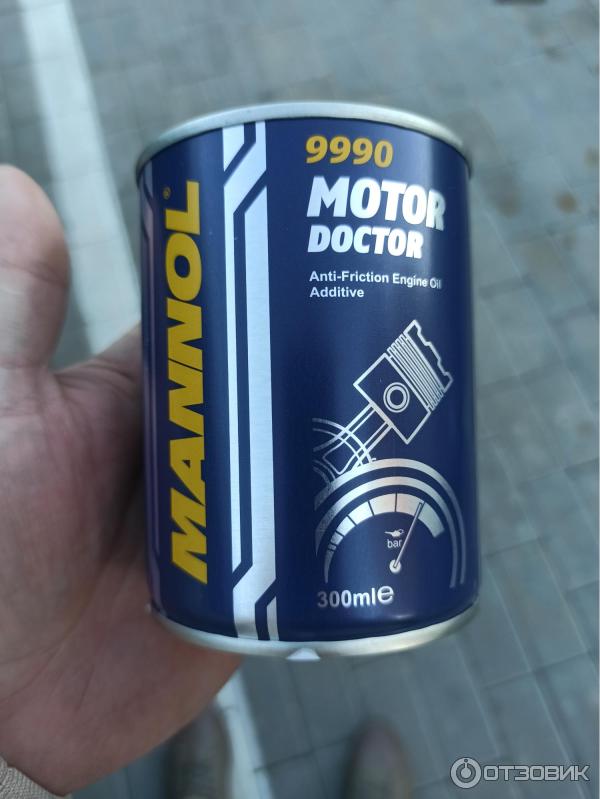 MANNOL®
9990
MOTOR
DOCTOR
Anti-Friction Engine Oil
Additive
bar
300ml℮
ОТЗОВИК